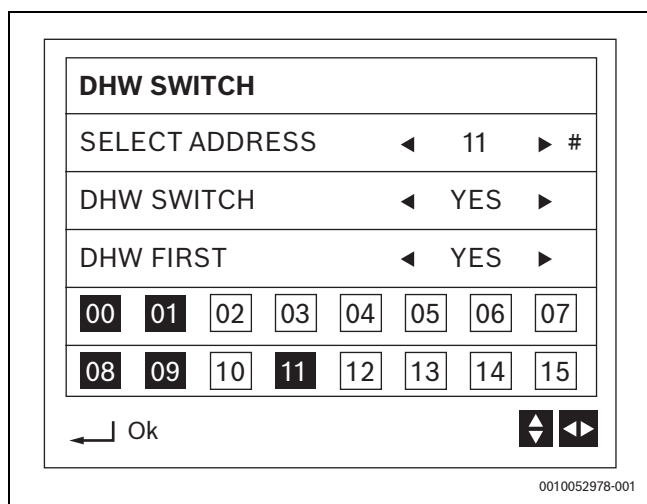 DHW SWITCH
SELECT ADDRESS ◄ 11 ► #
DHW SWITCH ◄ YES ►
DHW FIRST ◄ YES ►
00 01 02 03 04 05 06 07
08 09 10 11 12 13 14 15
Ok
0010052978-001